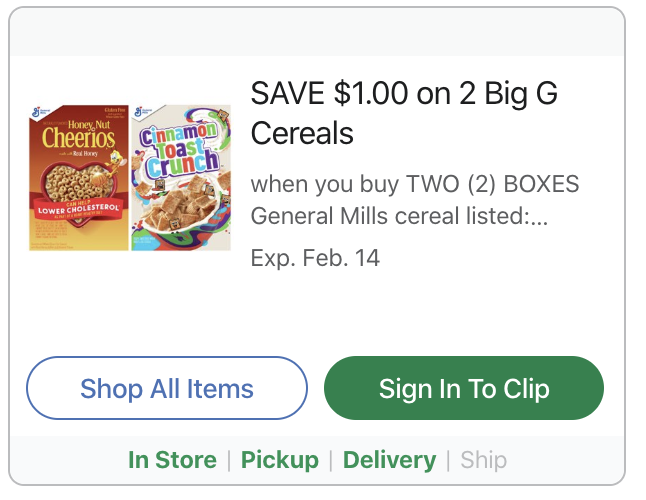 Honey Nut
Cheerios
Real Honey
CAN HELP
LOWER CHOLESTEROL
Cinnamon
Toast
Crunch
SAVE $1.00 on 2 Big G
Cereals
when you buy TWO (2) BOXES
General Mills cereal listed:...
Exp. Feb. 14
Shop All Items
Sign In To Clip
In Store | Pickup | Delivery | Ship